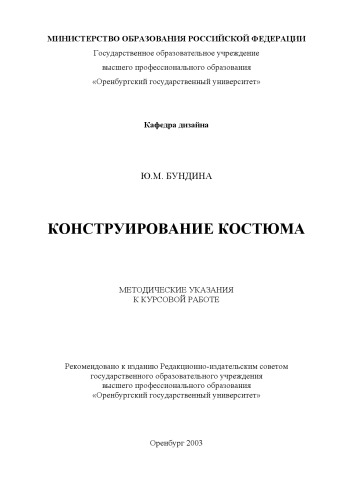 МИНИСТЕРСТВО ОБРАЗОВАНИЯ РОССИЙСКОЙ ФЕДЕРАЦИИ
Государственное образовательное учреждение
высшего профессионального образования
«Оренбургский государственный университет»
Кафедра дизайна
Ю.М. БУНДИНА
КОНСТРУИРОВАНИЕ КОСТЮМА
МЕТОДИЧЕСКИЕ УКАЗАНИЯ
К КУРСОВОЙ РАБОТЕ
Рекомендовано к изданию Редакционно-издательским советом
государственного образовательного учреждения
высшего профессионального образования
«Оренбургский государственный университет»
Оренбург 2003